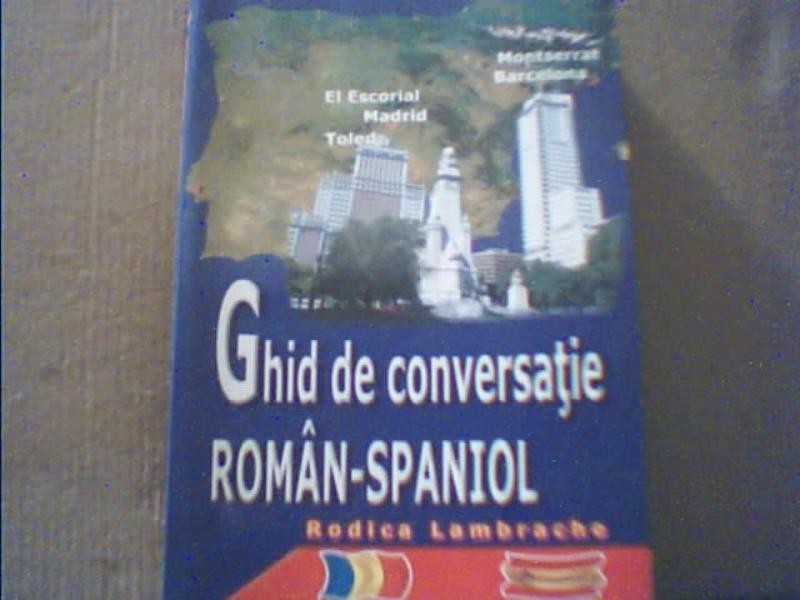 Montserrat
Barcelona
El Escorial
Madrid
Toledo
Ghid de conversaţie
ROMÂN-SPANIOL
Rodica Lambrache